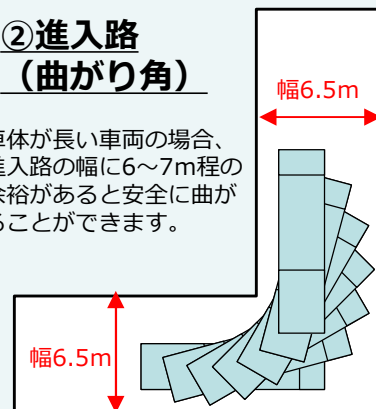 ②進入路
（曲がり角）
車体が長い車両の場合、
進入路の幅に6～7m程の
余裕があると安全に曲が
ることができます。
幅6.5m
幅6.5m